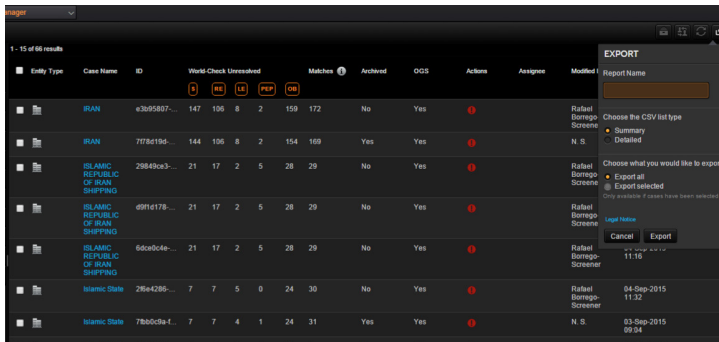 anager
1 - 15 of 66 results
Entity Type Case Name ID World-Check Unresolved Matches Archived OGS Actions Assignee Modified
S RE LE PEP OB
IRAN e3b95807-... 147 106 8 2 159 172 No Yes Rafael
Borrego-
Screener
IRAN 7f78d19d-... 144 106 8 2 154 169 Yes Yes N. S.
ISLAMIC 29849ce3-... 21 17 2 5 28 29 No Yes Rafael
REPUBLIC Borrego-
OF IRAN Screener
SHIPPING
ISLAMIC d9f1d178-... 21 17 2 5 28 29 No Yes Rafael
REPUBLIC Borrego-
OF IRAN Screener
SHIPPING
ISLAMIC 6dce0c4e-... 21 17 2 5 28 29 No Yes Rafael
REPUBLIC Borrego- 11:16
OF IRAN Screener
SHIPPING
Islamic State 2f6e4286-... 7 7 5 0 24 30 No Yes Rafael 04-Sep-2015
Borrego- 11:32
Screener
Islamic State 7fbb0c9a-f... 7 7 4 1 24 31 Yes Yes N. S. 03-Sep-2015
09:04
EXPORT
Report Name
Choose the CSV list type
Summary
Detailed
Choose what you would like to expor
Export all
Export selected
Only available if cases have been selected
Legal Notice
Cancel Export